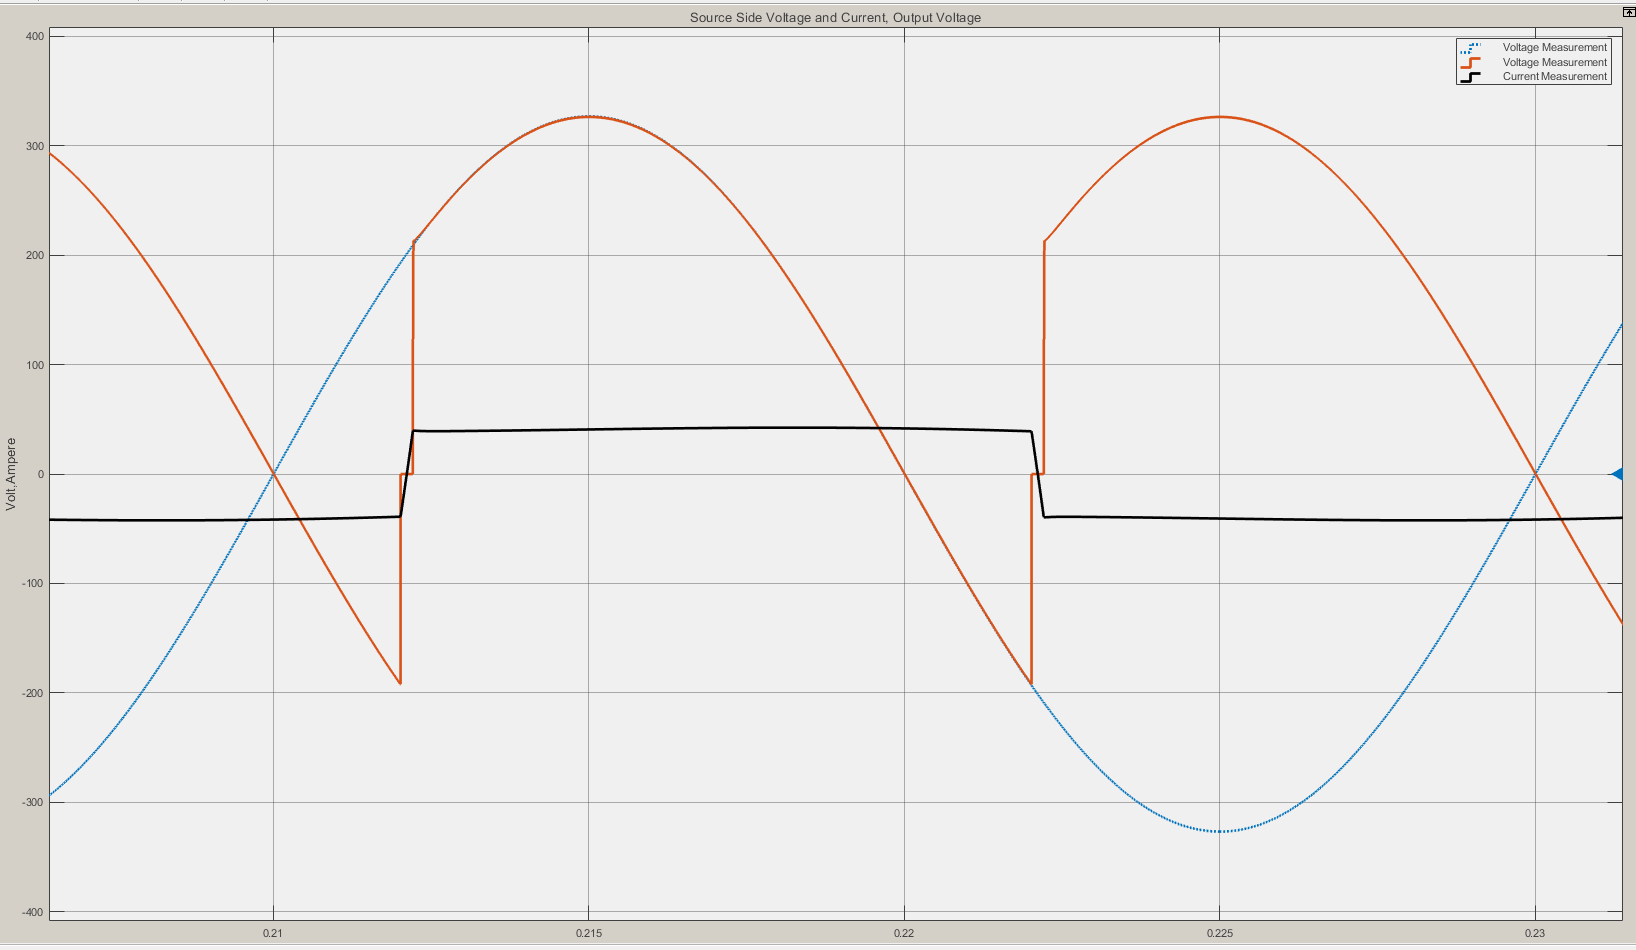 Source Side Voltage and Current, Output Voltage
Voltage Measurement
Voltage Measurement
Current Measurement
Volt,Ampere
400
300
200
100
0
-100
-200
-300
-400
0.21
0.215
0.22
0.225
0.23